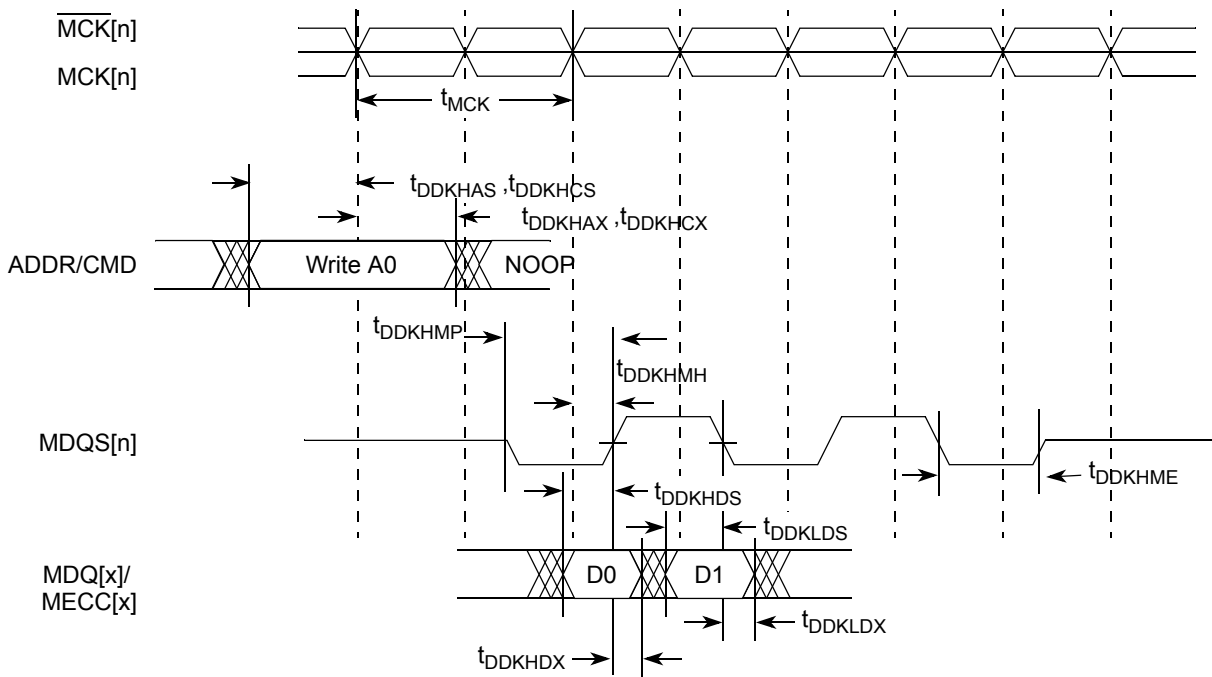 MCK[n]
MCK[n]
tMCK
tDDKHAS ,tDDKHCS
tDDKHAX ,tDDKHCX
ADDR/CMD
Write A0
NOOP
tDDKHMP
tDDKHMH
MDQS[n]
tDDKHME
tDDKHDS
tDDKLDS
MDQ[x]/
MECC[x]
D0
D1
tDDKLDX
tDDKHDX